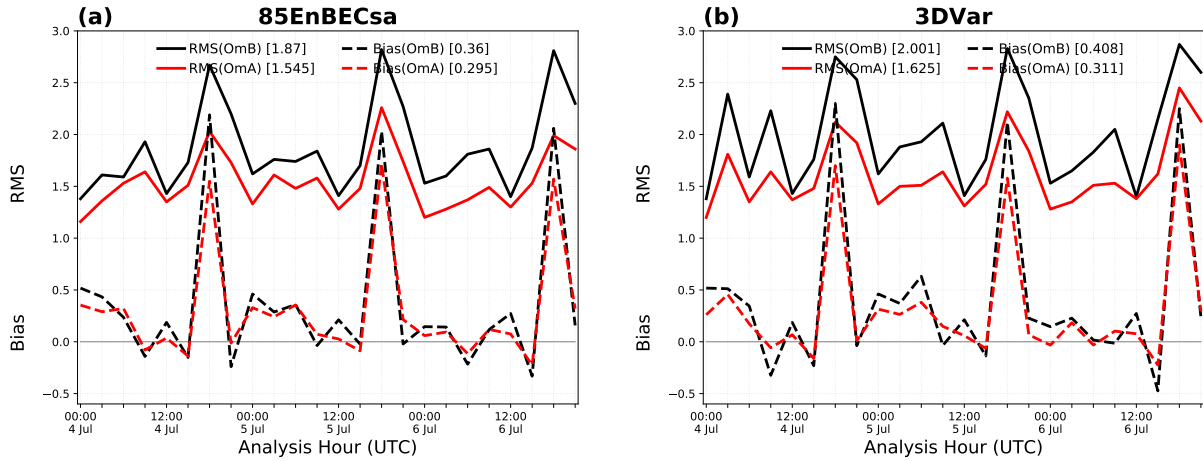 (a) 85EnBECsa
RMS(OmB) [1.87] Bias(OmB) [0.36]
RMS(OmA) [1.545] Bias(OmA) [0.295]
3.0
2.5
2.0
1.5
1.0
0.5
0.0
−0.5
RMS
Bias
00:00 12:00 00:00 12:00 00:00 12:00
4 Jul 4 Jul 5 Jul 5 Jul 6 Jul 6 Jul
Analysis Hour (UTC)
(b) 3DVar
RMS(OmB) [2.001] Bias(OmB) [0.408]
RMS(OmA) [1.625] Bias(OmA) [0.311]
3.0
2.5
2.0
1.5
1.0
0.5
0.0
−0.5
RMS
Bias
00:00 12:00 00:00 12:00 00:00 12:00
4 Jul 4 Jul 5 Jul 5 Jul 6 Jul 6 Jul
Analysis Hour (UTC)